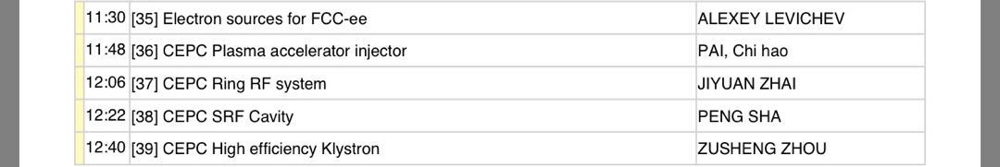 11:30 [35] Electron sources for FCC-ee ALEXEY LEVICHEV
11:48 [36] CEPC Plasma accelerator injector PAI, Chi hao
12:06 [37] CEPC Ring RF system JIYUAN ZHAI
12:22 [38] CEPC SRF Cavity PENG SHA
12:40 [39] CEPC High efficiency Klystron ZUSHENG ZHOU